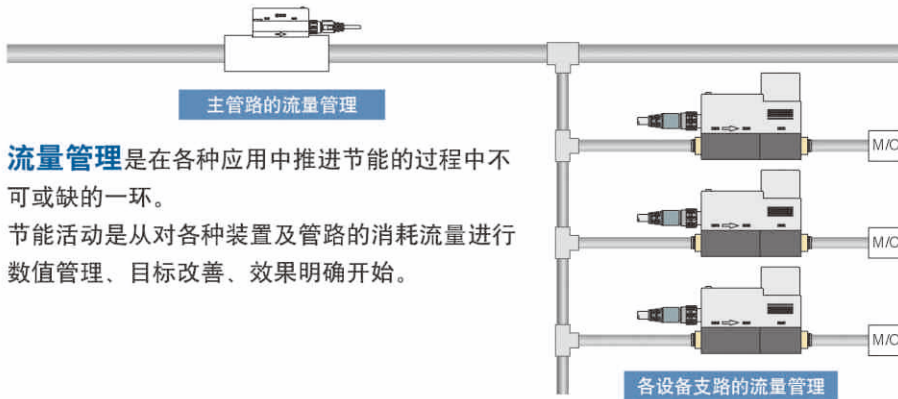 主管路的流量管理
流量管理是在各种应用中推进节能的过程中不
可或缺的一环。
节能活动是从对各种装置及管路的消耗流量进行
数值管理、目标改善、效果明确开始。
M/C
M/C
M/C
各设备支路的流量管理